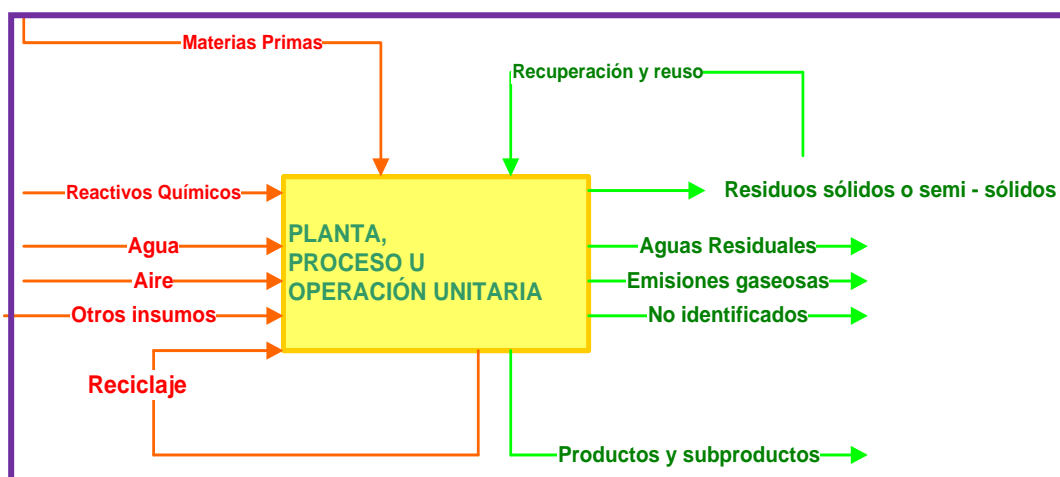 Materias Primas
Recuperación y reuso
Reactivos Químicos
Residuos sólidos o semi - sólidos
PLANTA,
PROCESO U
OPERACIÓN UNITARIA
Agua
Aguas Residuales
Aire
Emisiones gaseosas
Otros insumos
No identificados
Reciclaje
Productos y subproductos